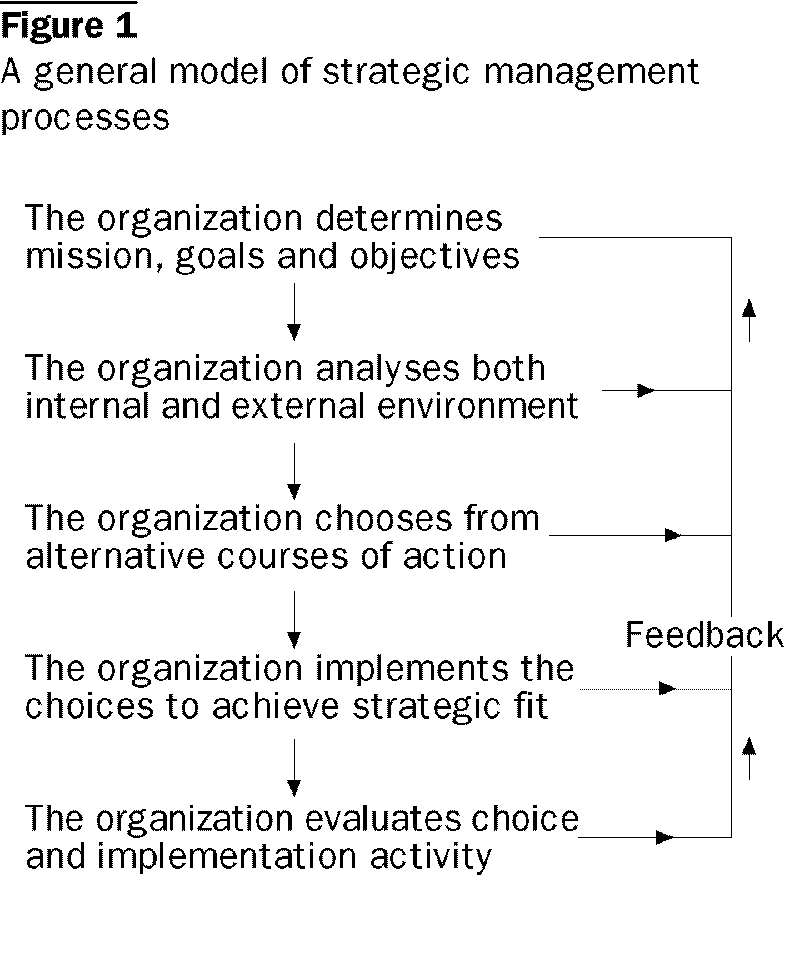 Figure 1
A general model of strategic management
processes
The organization determines
mission, goals and objectives
The organization analyses both
internal and external environment
The organization chooses from
alternative courses of action
Feedback
The organization implements the
choices to achieve strategic fit
The organization evaluates choice
and implementation activity